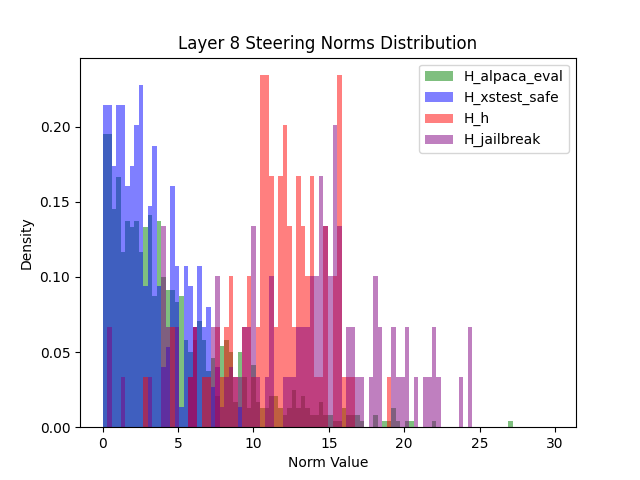 Layer 8 Steering Norms Distribution
H_alpaca_eval
H_xstest_safe
H_h
H_jailbreak
Density
0.20
0.15
0.10
0.05
0.00
0 5 10 15 20 25 30
Norm Value